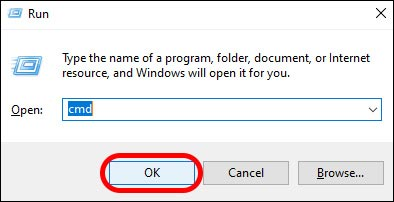 Run
Type the name of a program, folder, document, or Internet
resource, and Windows will open it for you.
Open: cmd
OK Cancel Browse...